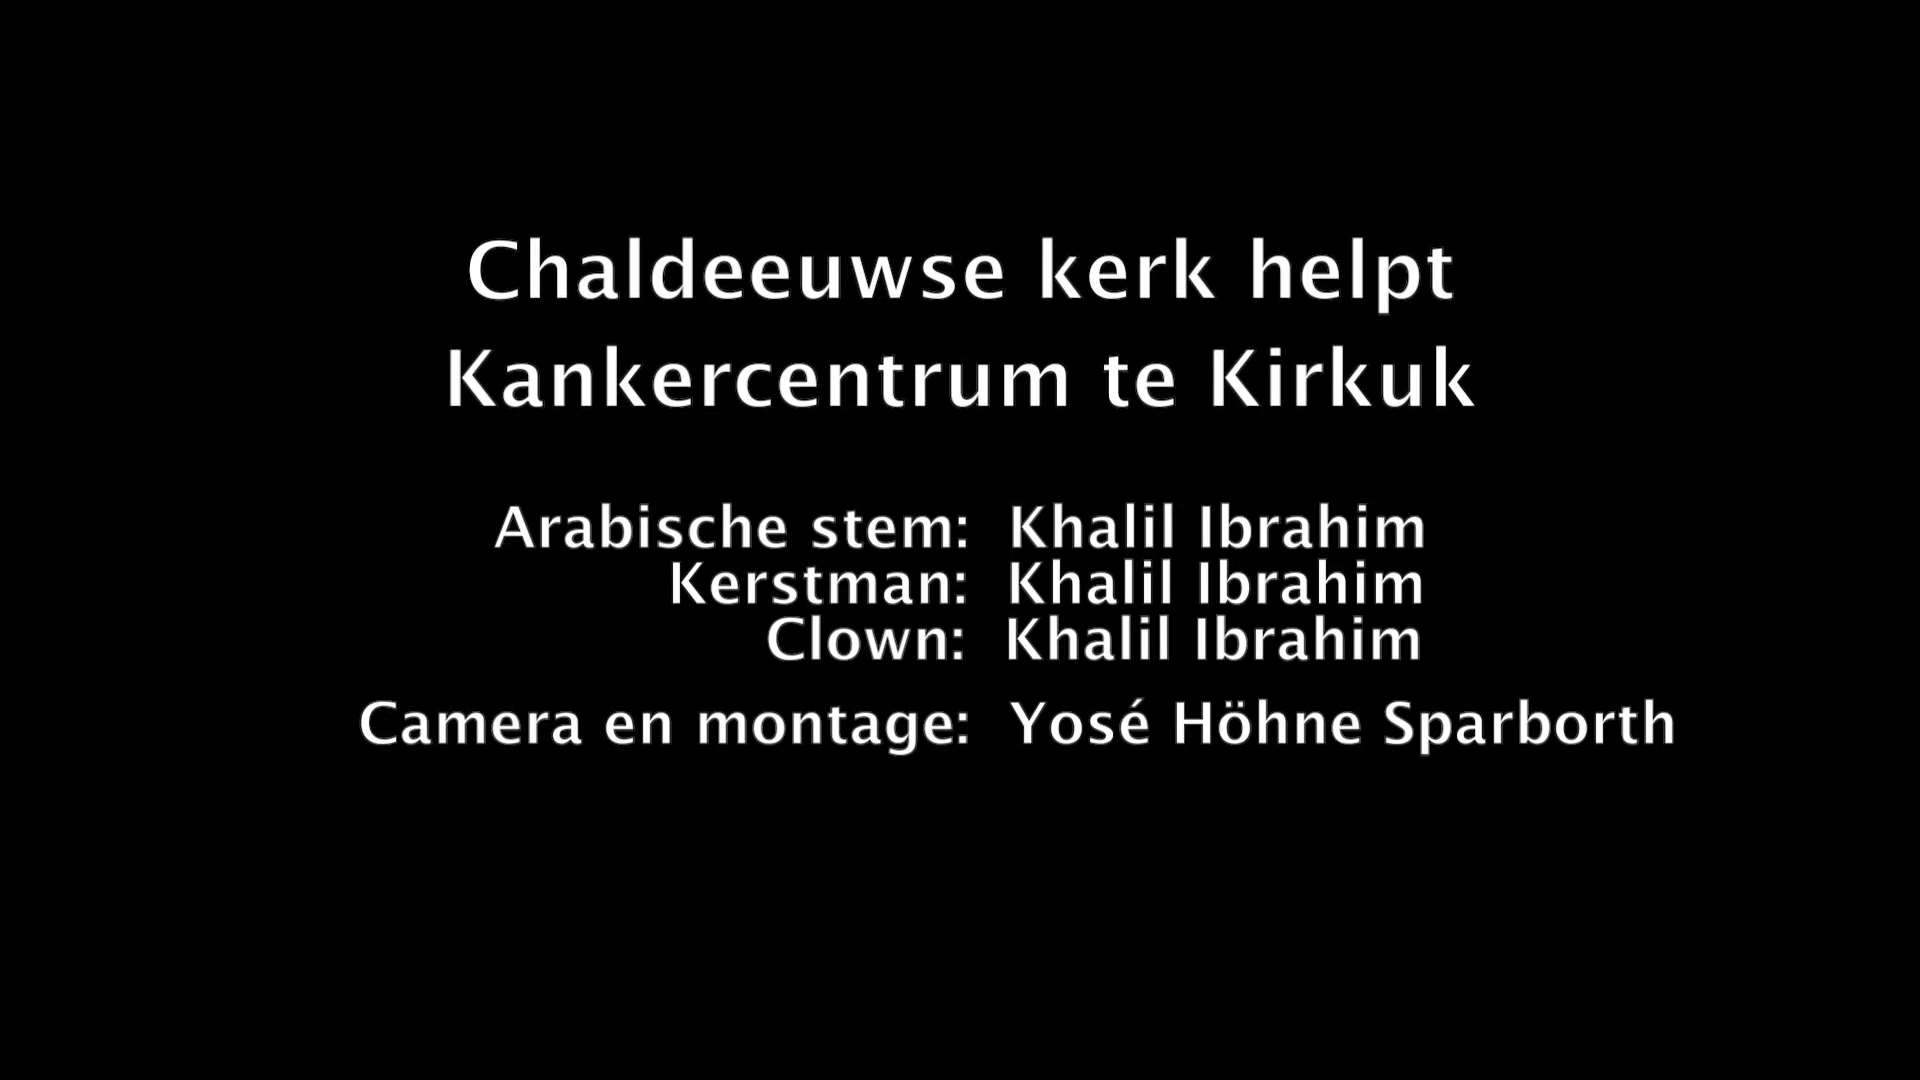 Chaldeeuwse kerk helpt
Kankercentrum te Kirkuk
Arabische stem: Khalil Ibrahim
Kerstman: Khalil Ibrahim
Clown: Khalil Ibrahim
Camera en montage: Yosé Höhne Sparborth